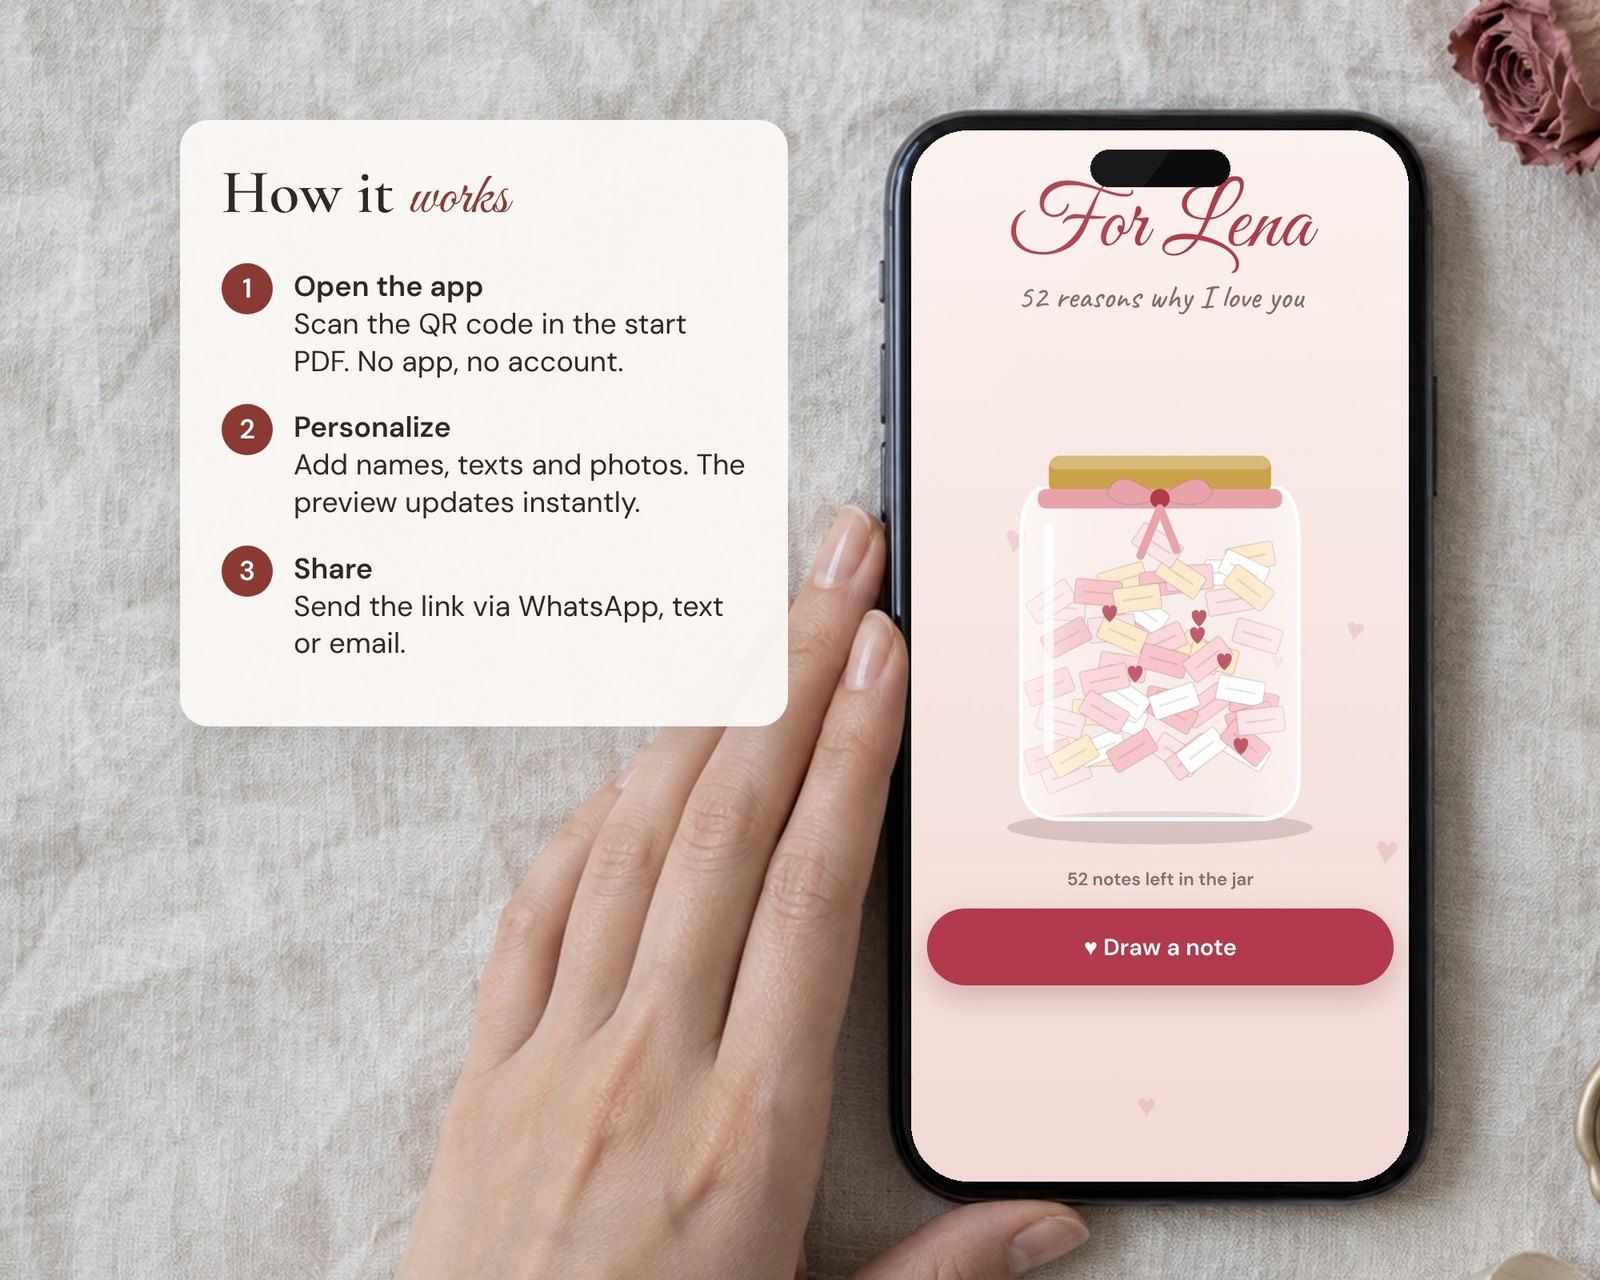 How it works
1
Open the app
Scan the QR code in the start
PDF. No app, no account.
2
Personalize
Add names, texts and photos. The
preview updates instantly.
3
Share
Send the link via WhatsApp, text
or email.
For Lena
52 reasons why I love you
52 notes left in the jar
♥ Draw a note